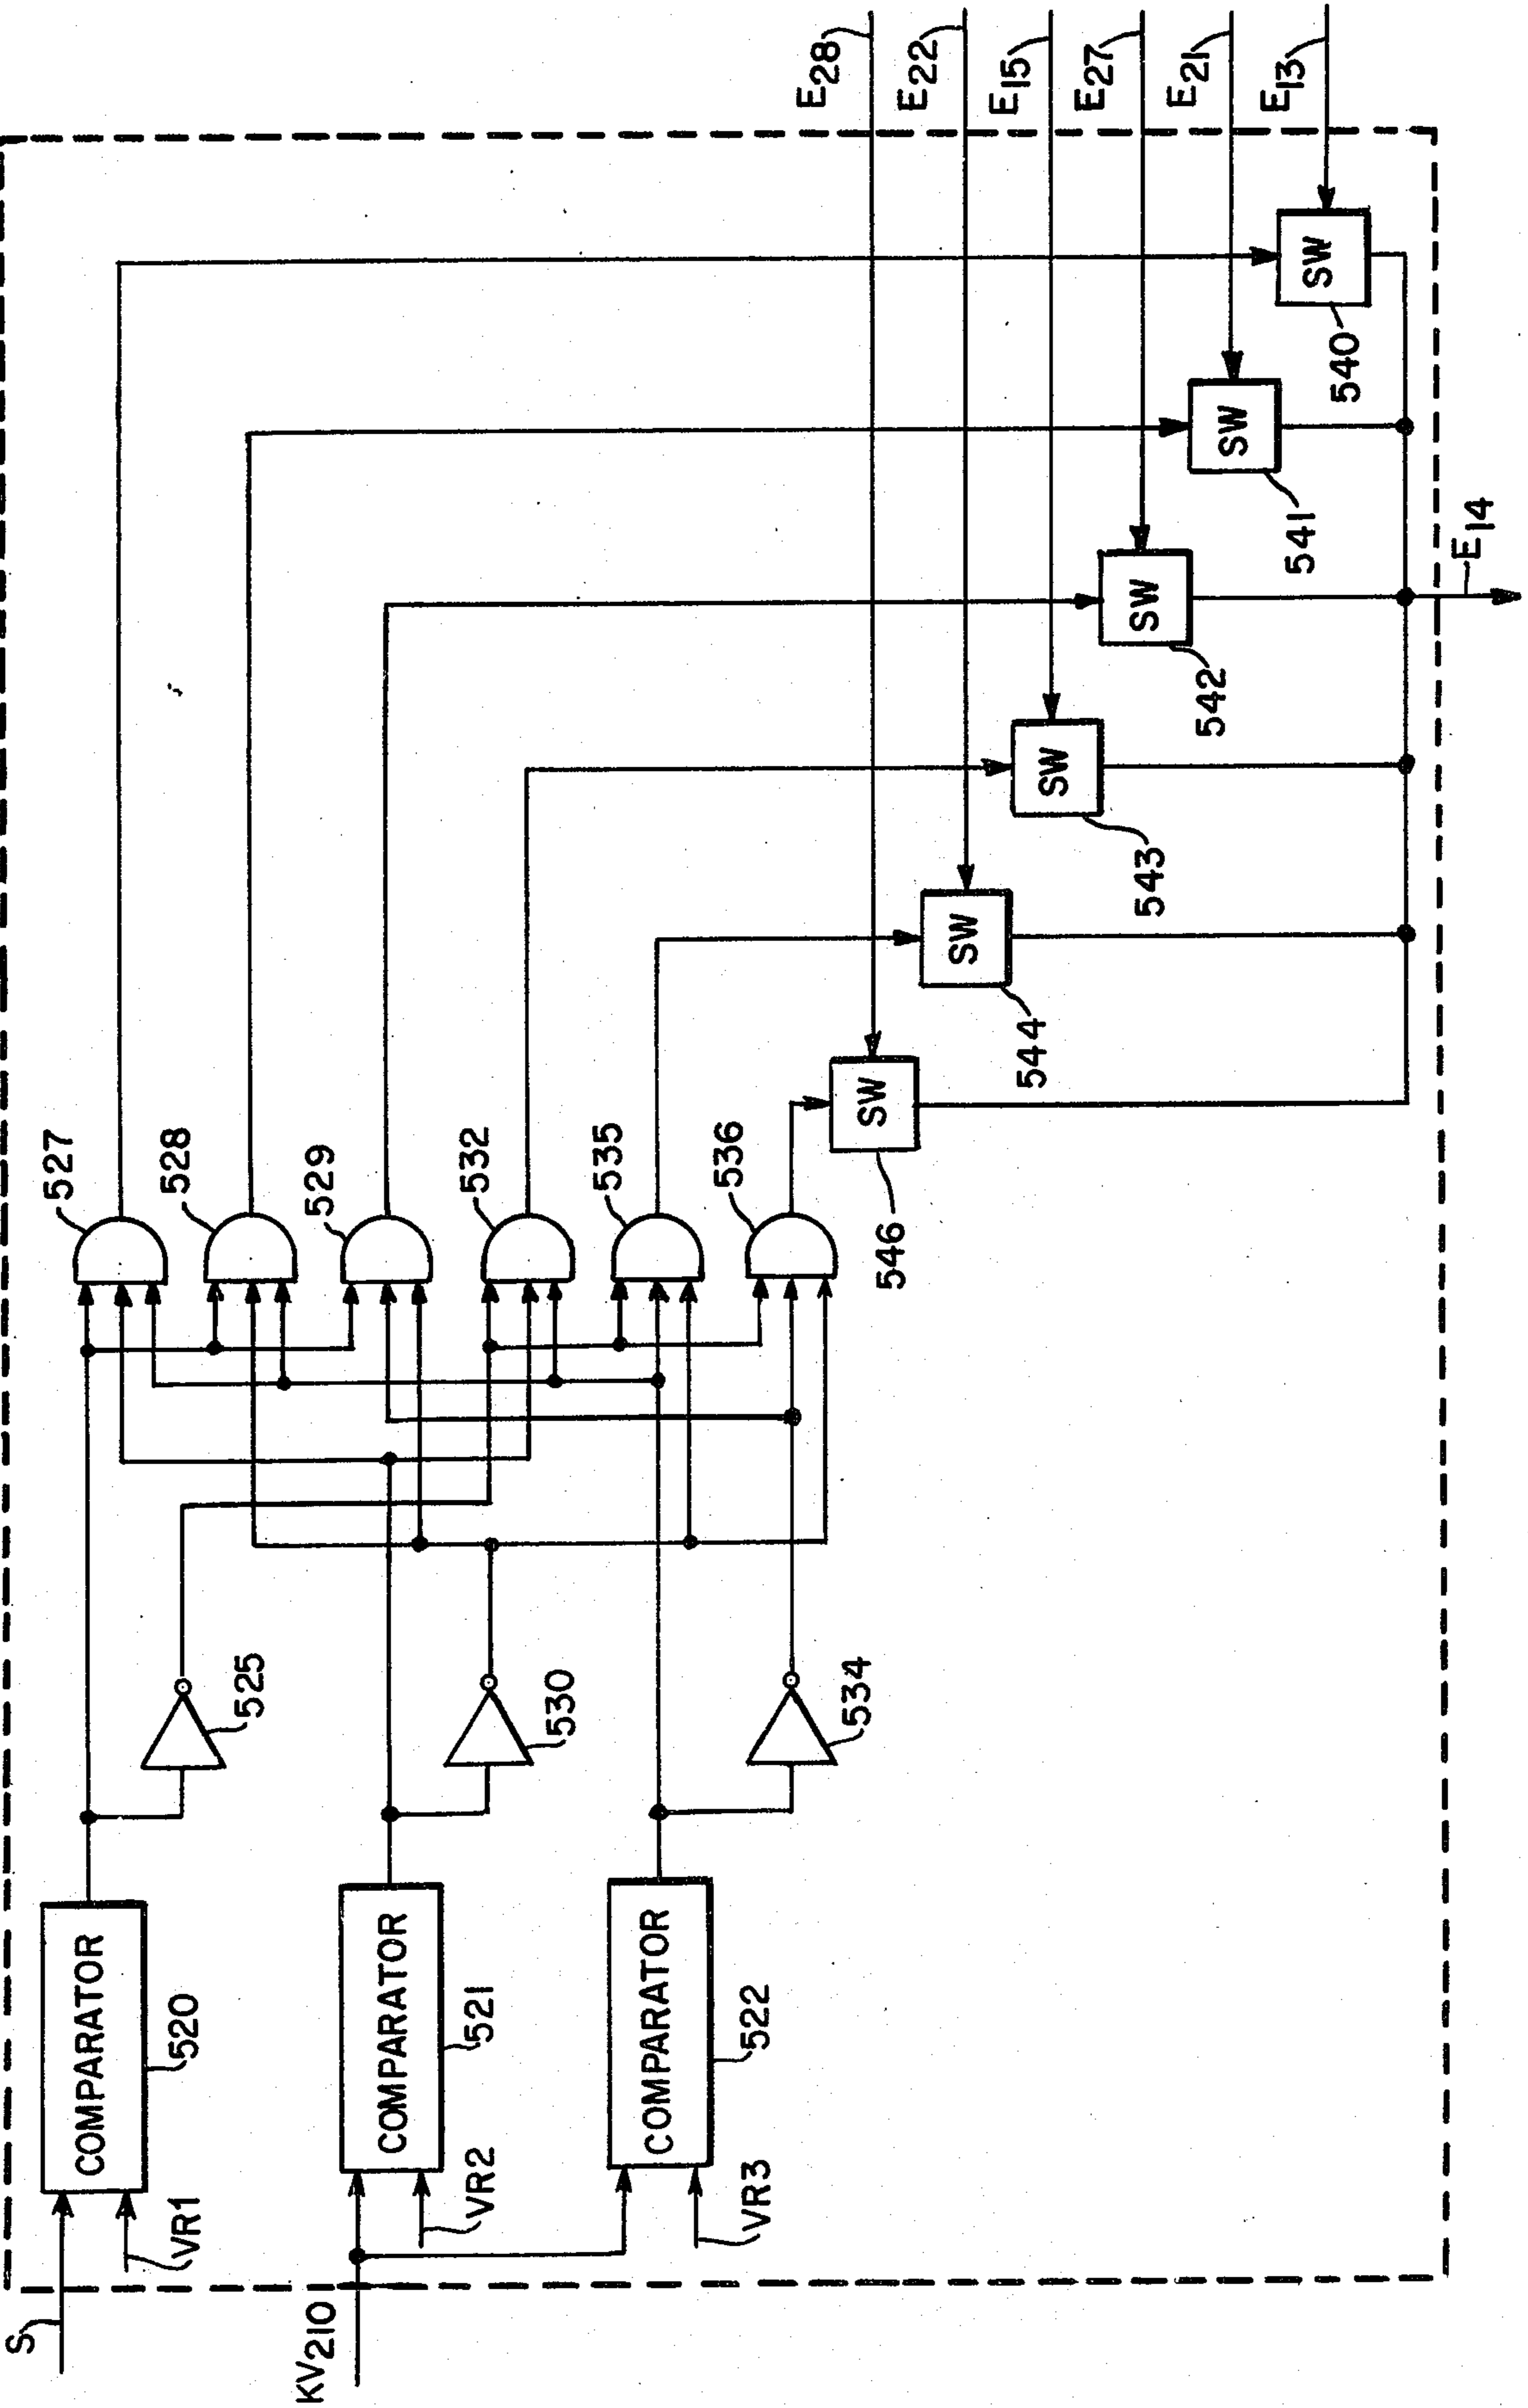 S
VR1
COMPARATOR
520
525
527
528
529
532
535
536
KV210
VR2
COMPARATOR
521
530
VR3
COMPARATOR
522
534
E28
E22
E15
E27
E21
E13
SW
540
SW
541
SW
542
SW
543
SW
544
SW
546
E14